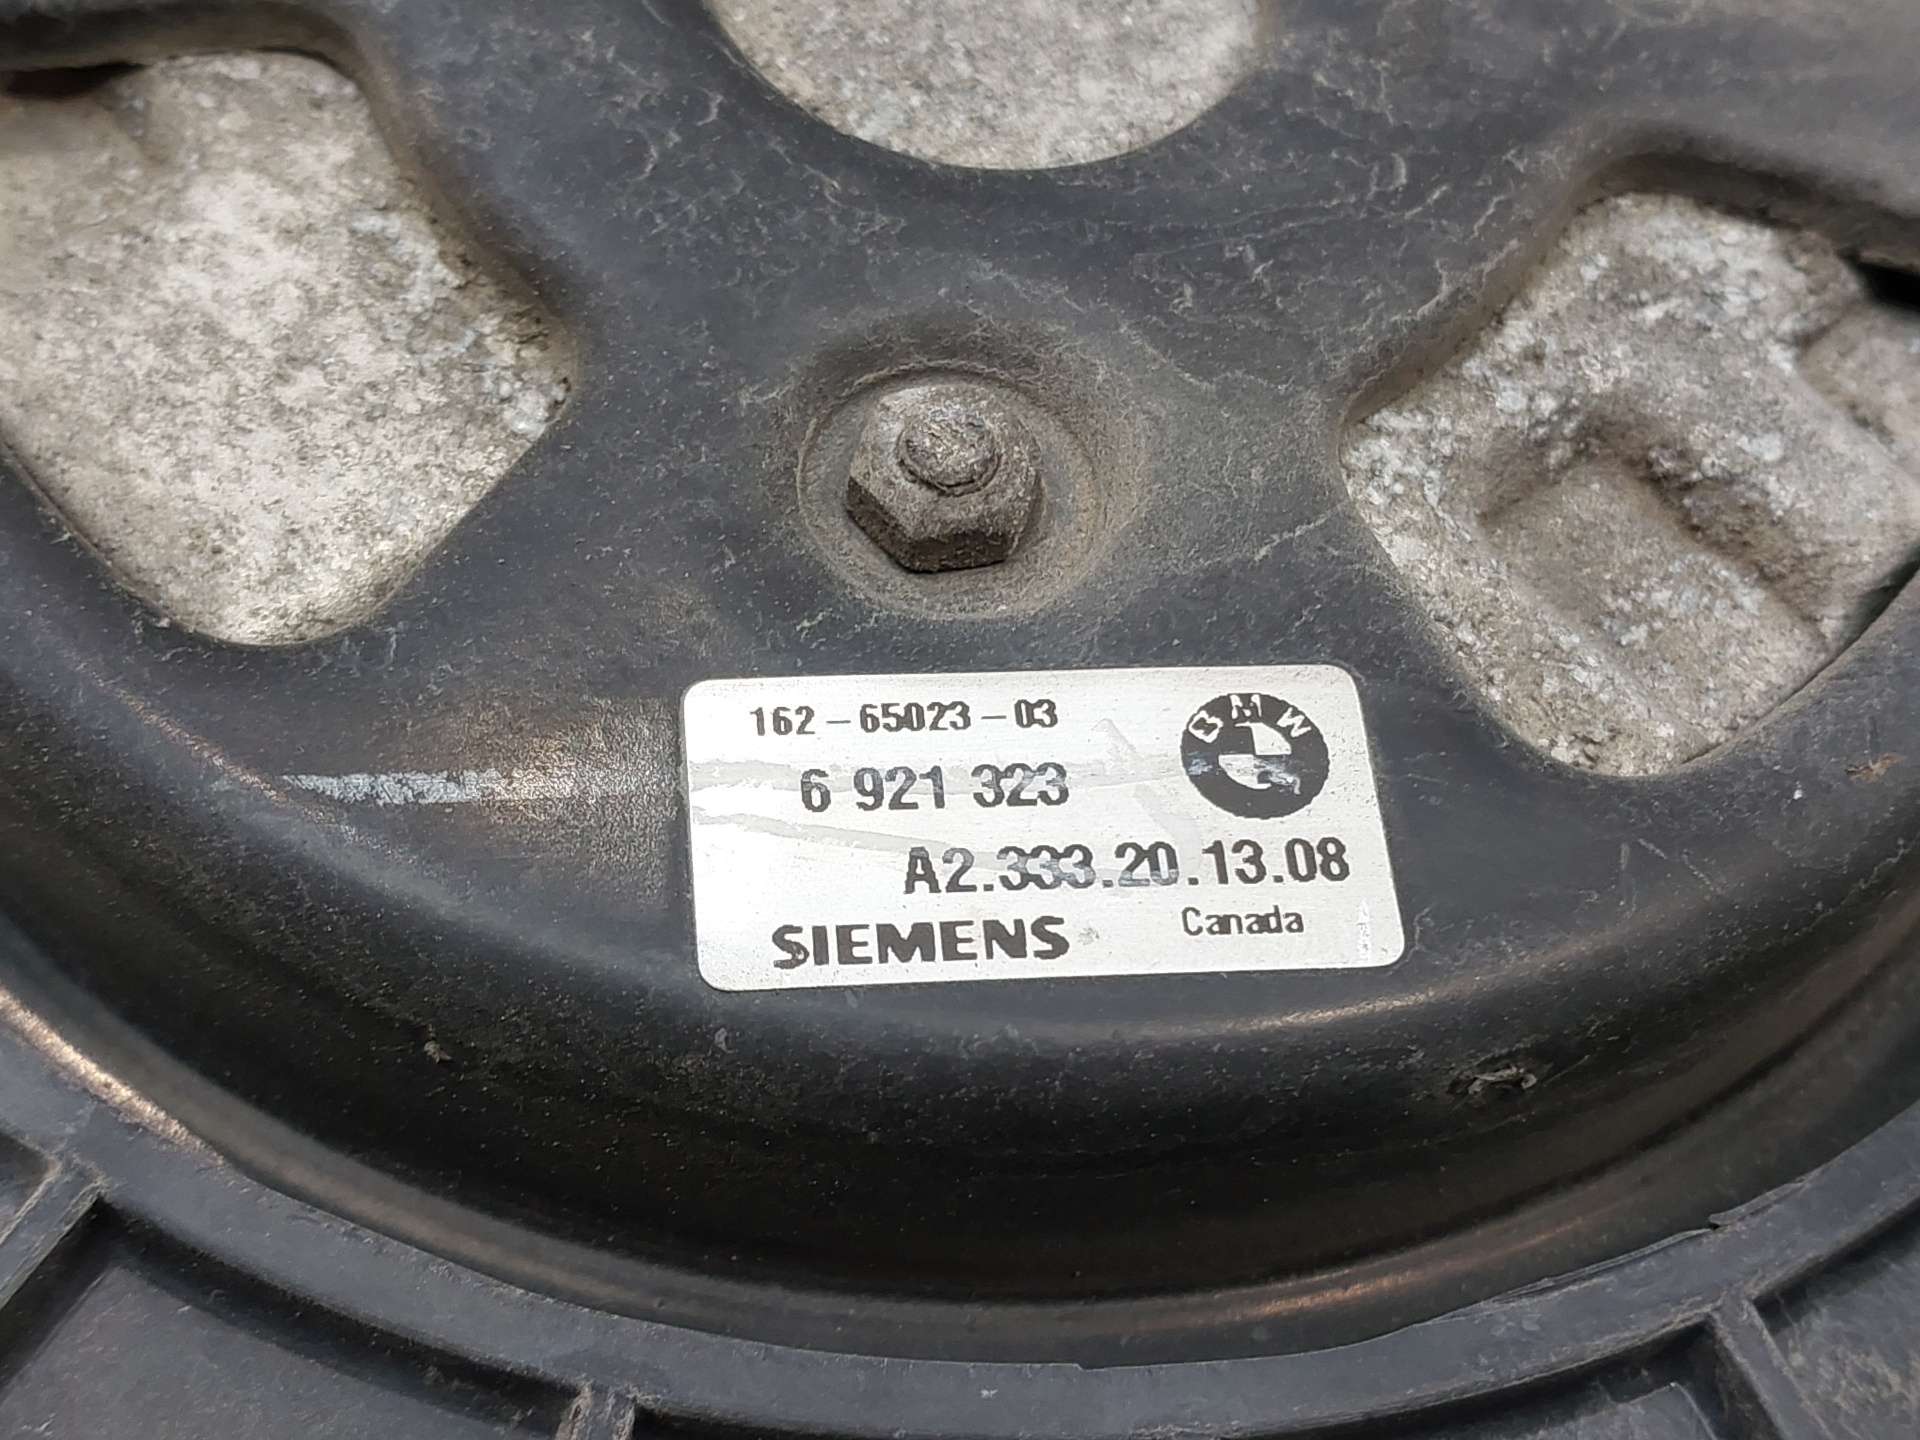 162-65023-03
BMW
6 921 323
A2.333.20.13.08
SIEMENS Canada